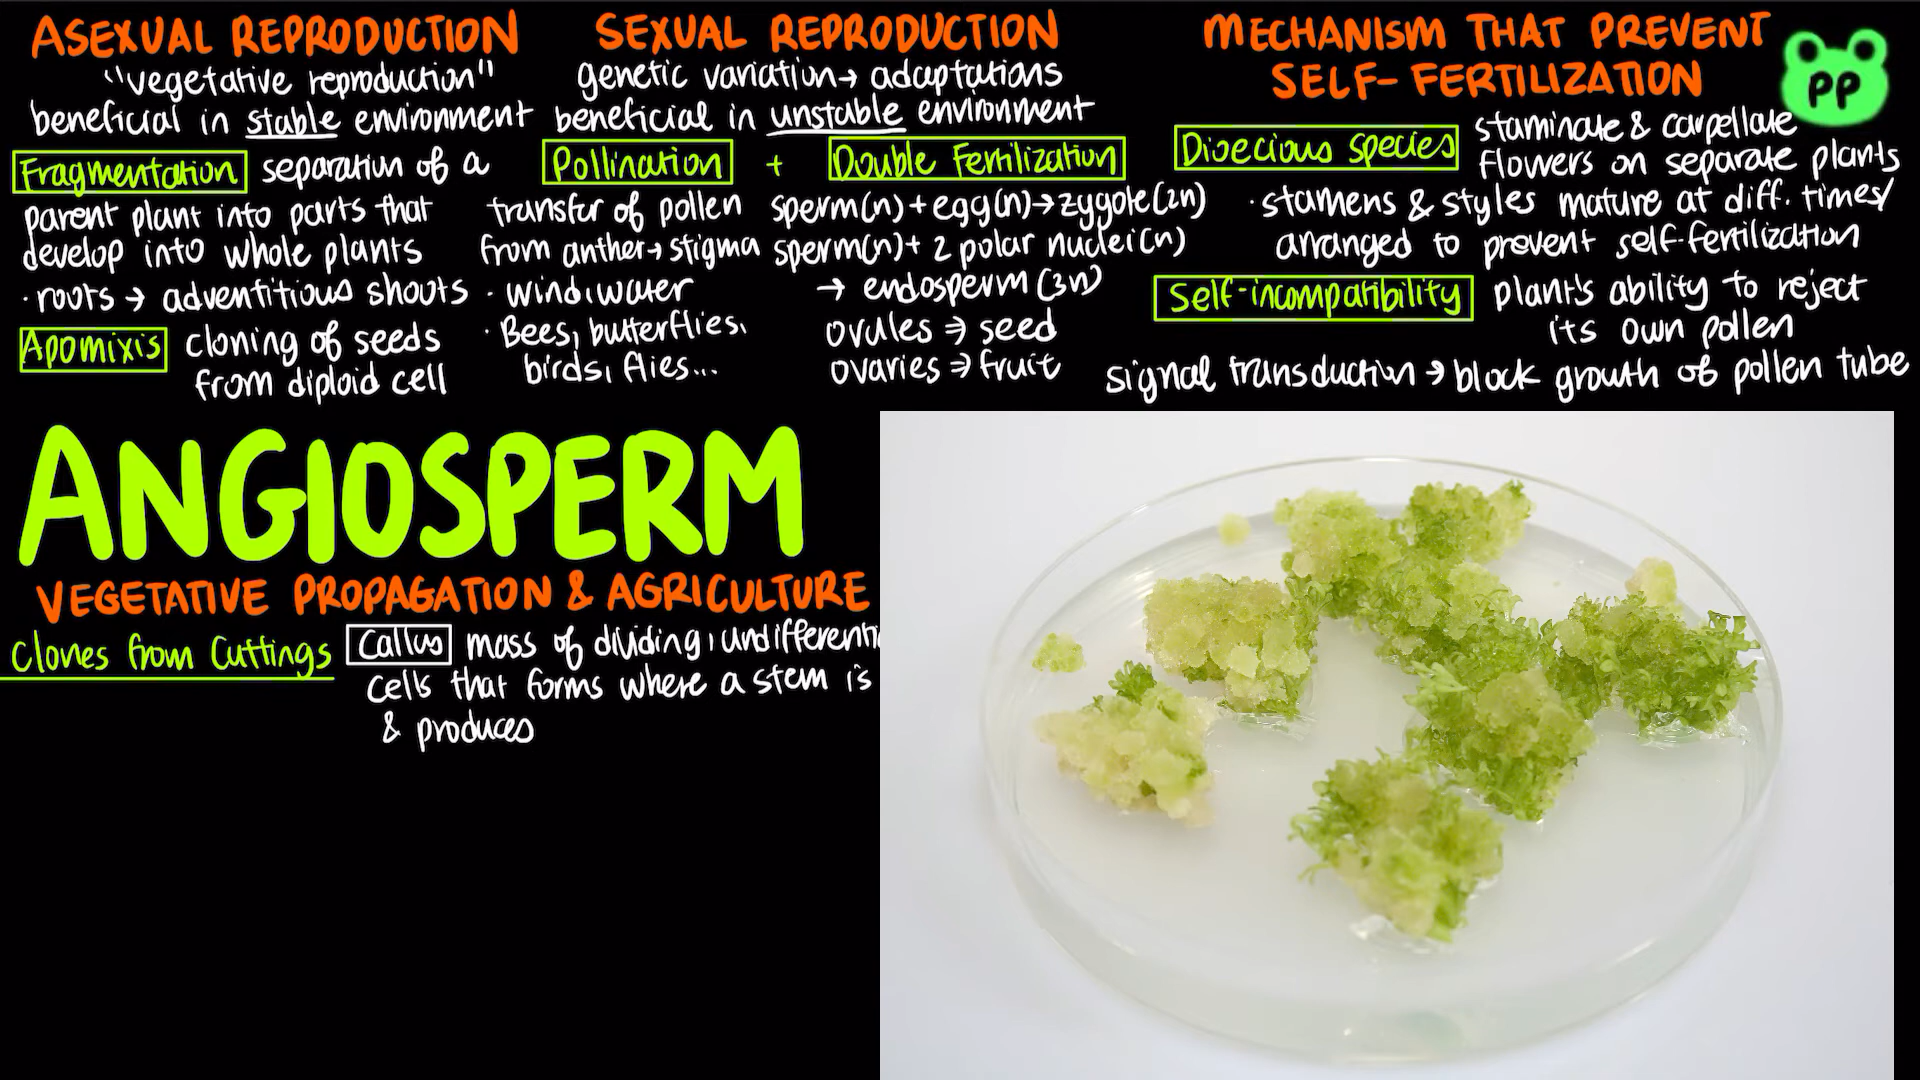 ASEXUAL REPRODUCTION
"vegetative reproduction"
beneficial in stable environment
Fragmentation separation of a
parent plant into parts that
develop into whole plants
· roots → adventitious shoots
Apomixis cloning of seeds
from diploid cell
SEXUAL REPRODUCTION
genetic variation → adaptations
beneficial in unstable environment
Pollination + Double Fertilization
transfer of pollen
from anther → stigma
· wind, water
· Bees, butterflies,
birds, flies...
sperm(n) + egg(n) → zygote(2n)
sperm(n) + 2 polar nuclei(n)
→ endosperm (3n)
ovules ⇒ seed
ovaries ⇒ fruit
MECHANISM THAT PREVENT
SELF-FERTILIZATION
PP
Dioecious species staminate & carpellate
flowers on separate plants
· stamens & styles mature at diff. times/
arranged to prevent self-fertilization
Self-incompatibility plant's ability to reject
its own pollen
signal transduction → block growth of pollen tube
ANGIOSPERM
VEGETATIVE PROPAGATION & AGRICULTURE
Clones from Cuttings
Callus mass of dividing, undifferenti
cells that forms where a stem is
& produces